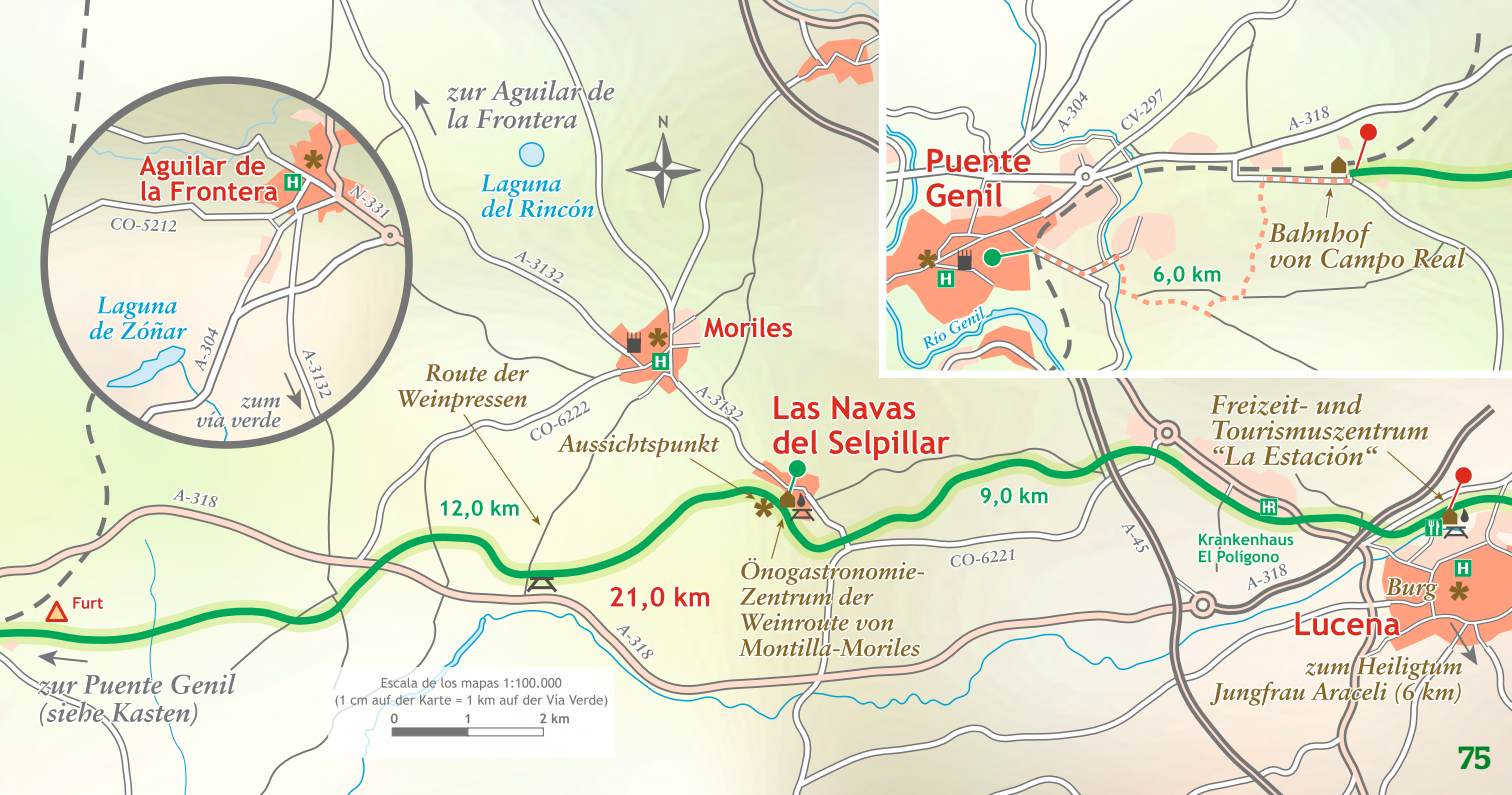 zur Aguilar de
la Frontera
N
Laguna
del Rincón
Aguilar de
la Frontera
H
N-331
CO-5212
Laguna
de Zóñar
A-304
A-3132
zum
vía verde
A-3132
Moriles
H
Route der
Weinpressen
CO-6222
A-3132
Aussichtspunkt
Las Navas
del Selpillar
A-318
12,0 km
9,0 km
21,0 km
Önogastronomie-
Zentrum der
Weinroute von
Montilla-Moriles
CO-6221
A-45
Furt
A-318
zur Puente Genil
(siehe Kasten)
Escala de los mapas 1:100.000
(1 cm auf der Karte = 1 km auf der Vía Verde)
0 1 2 km
A-304
CV-297
A-318
Puente
Genil
H
Río Genil
6,0 km
Bahnhof
von Campo Real
Freizeit- und
Tourismuszentrum
“La Estación“
HR
Krankenhaus
El Polígono
A-318
H
Burg
Lucena
zum Heiligtum
Jungfrau Araceli (6 km)
75